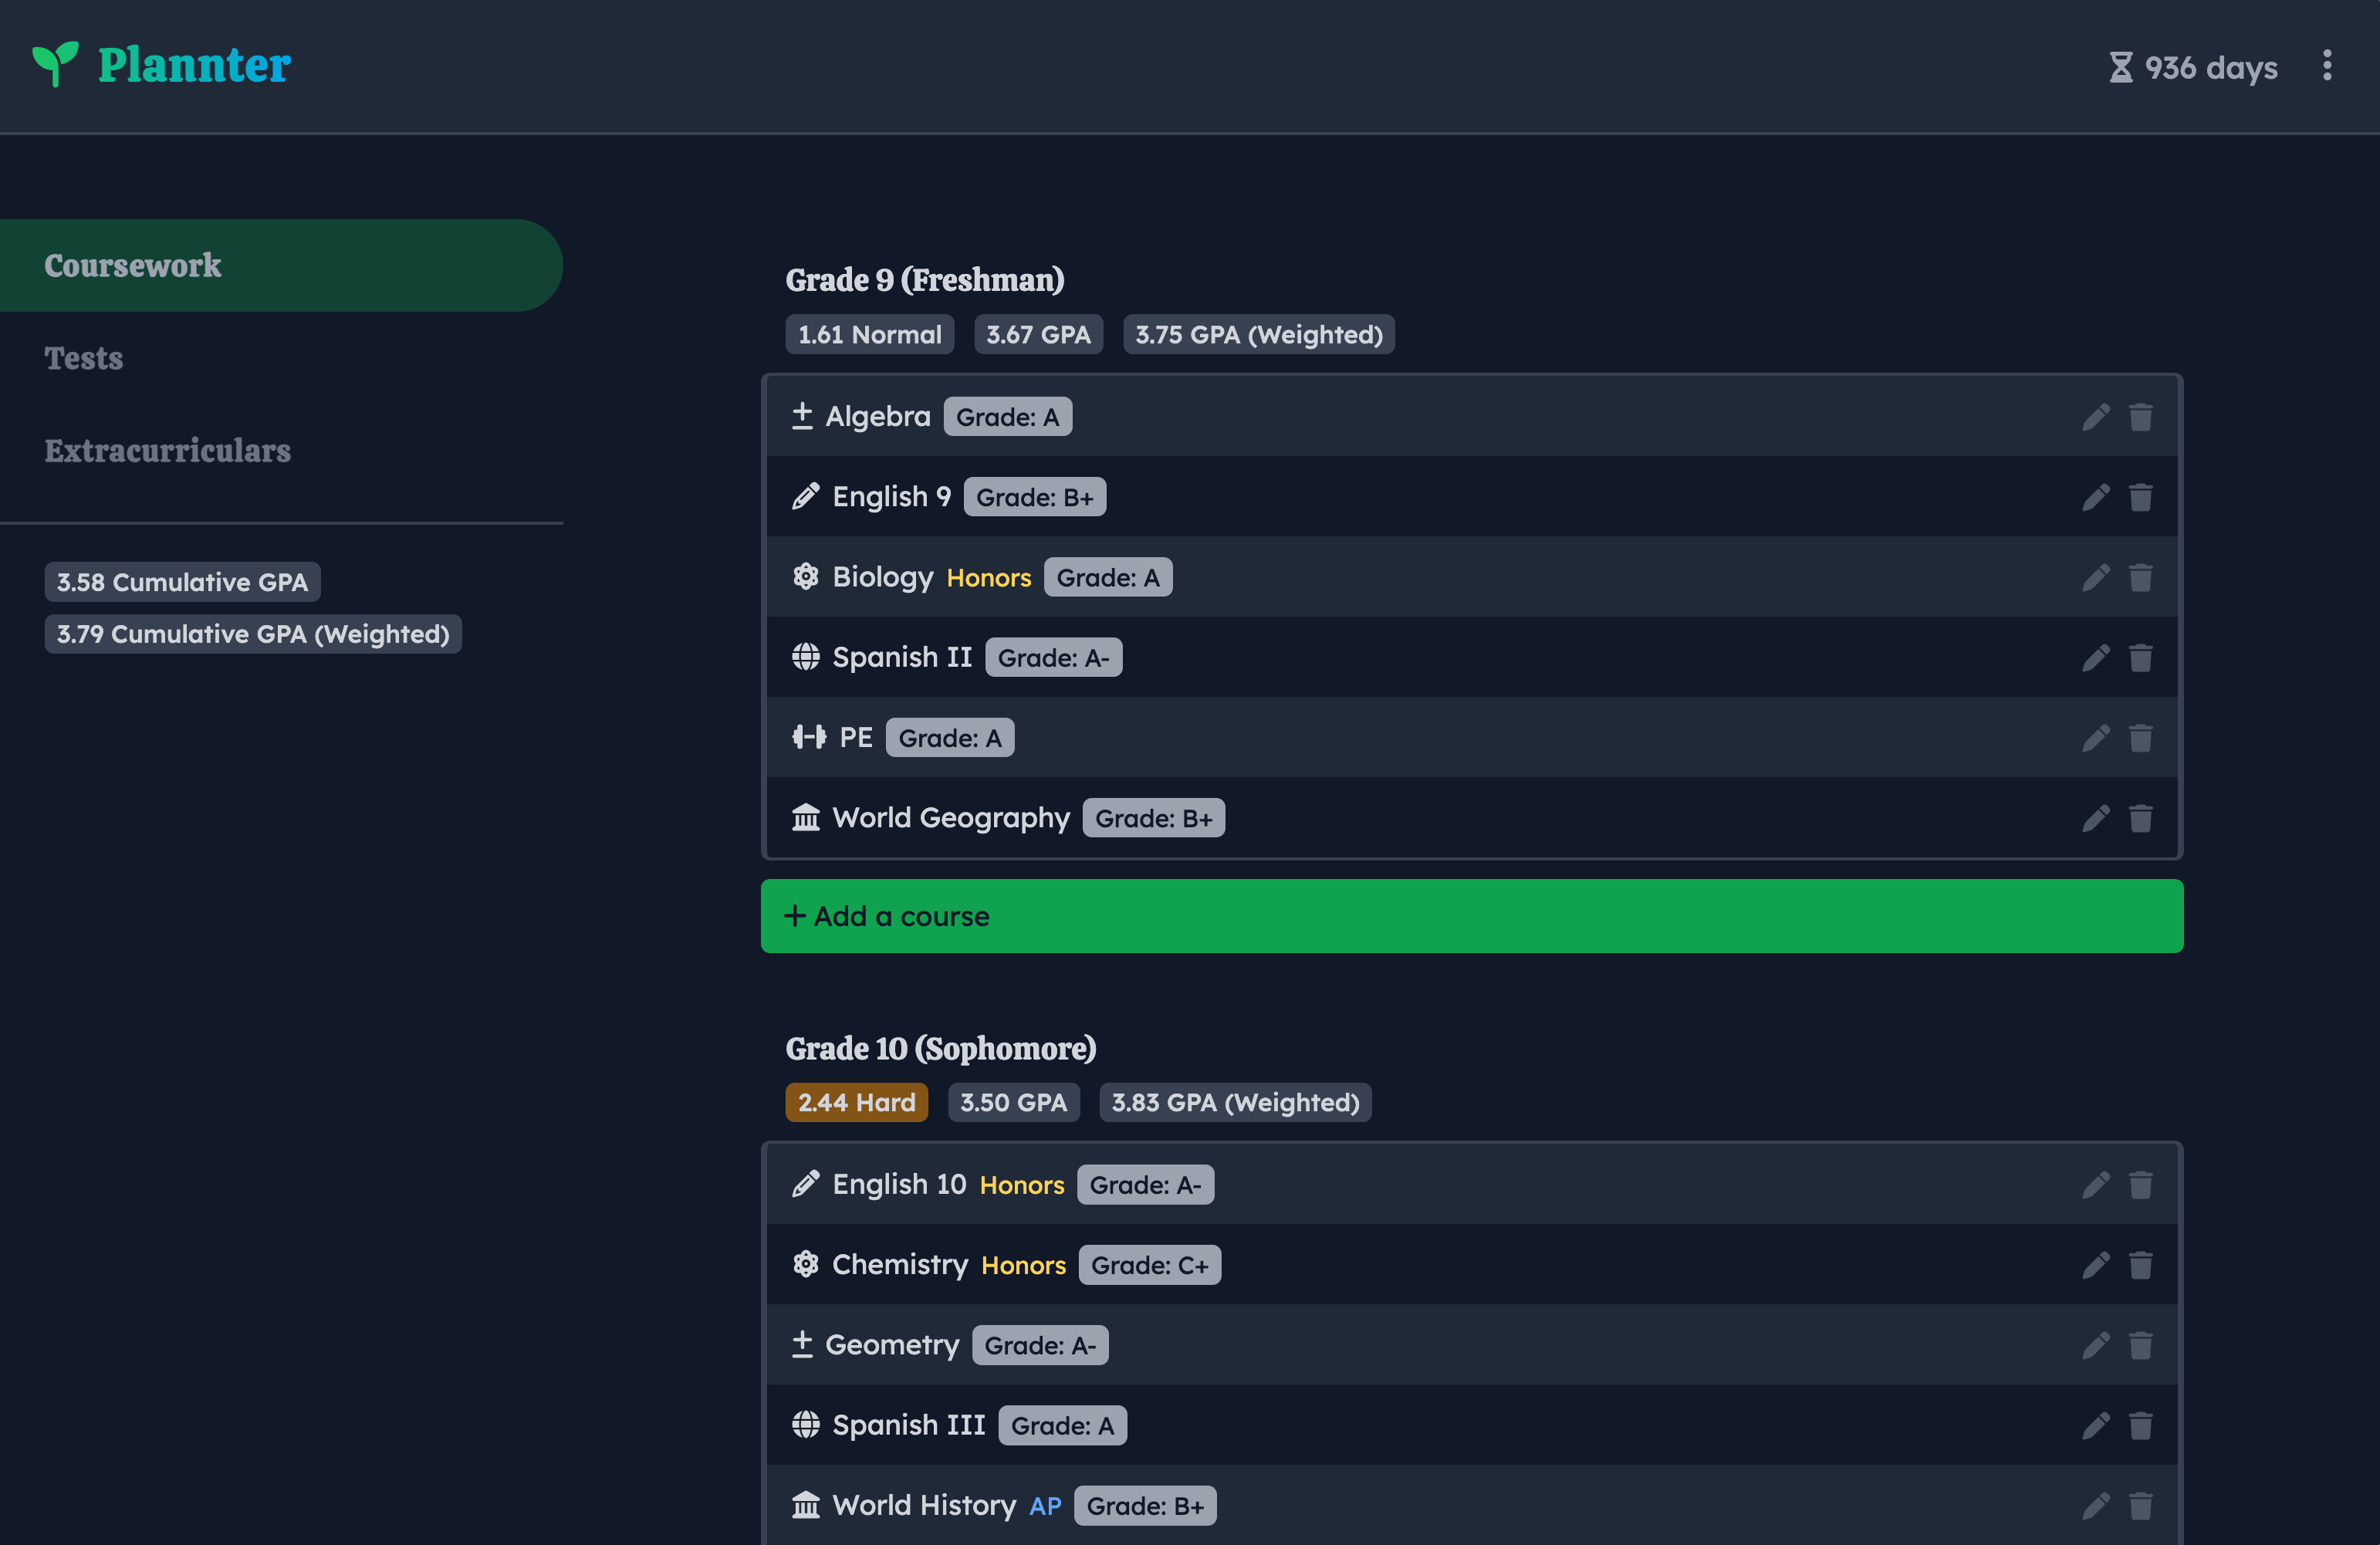 Plannter
936 days
Coursework
Tests
Extracurriculars
3.58 Cumulative GPA
3.79 Cumulative GPA (Weighted)
Grade 9 (Freshman)
1.61 Normal 3.67 GPA 3.75 GPA (Weighted)
Algebra Grade: A
English 9 Grade: B+
Biology Honors Grade: A
Spanish II Grade: A-
PE Grade: A
World Geography Grade: B+
+ Add a course
Grade 10 (Sophomore)
2.44 Hard 3.50 GPA 3.83 GPA (Weighted)
English 10 Honors Grade: A-
Chemistry Honors Grade: C+
Geometry Grade: A-
Spanish III Grade: A
World History AP Grade: B+